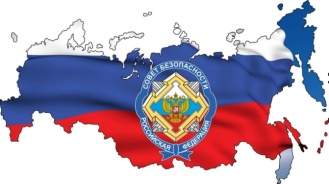 СОВЕТ БЕЗОПАСНОСТИ
РОССИЙСКАЯ ФЕДЕРАЦИЯ